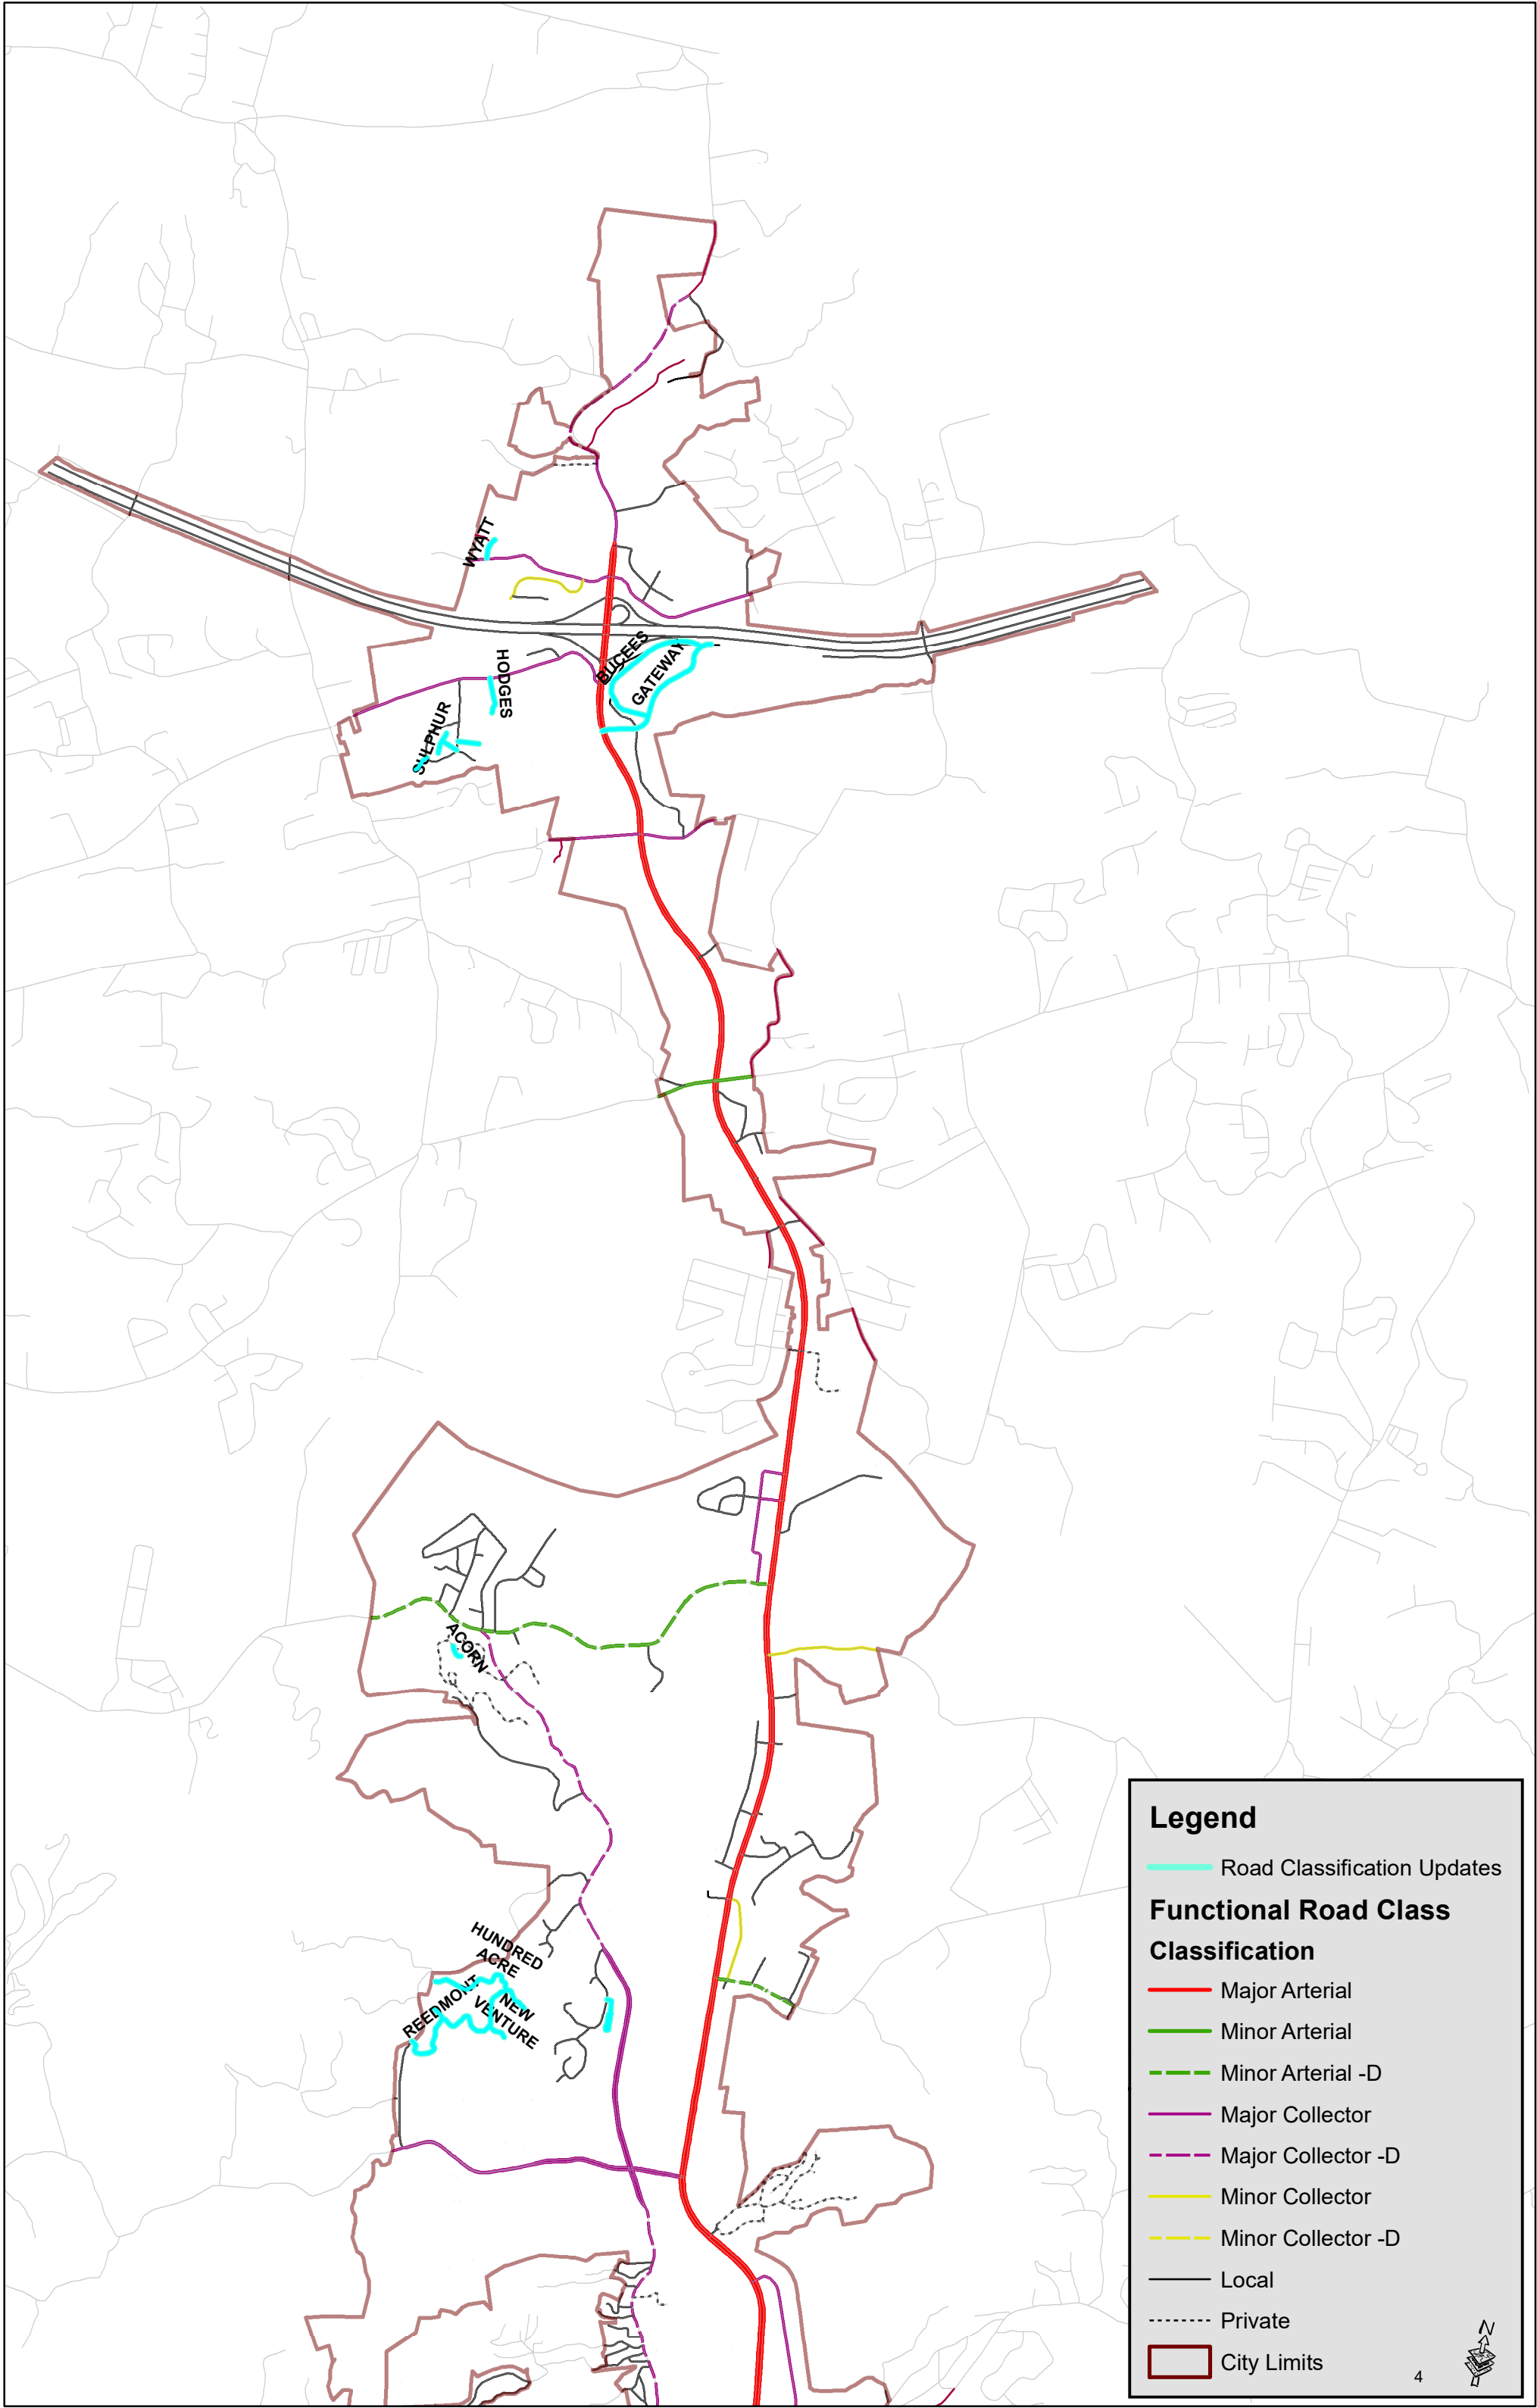 WYATT
BUCEES
GATEWAY
HODGES
SULPHUR
ACORN
HUNDRED
ACRE
REEDMONT
NEW
VENTURE
Legend
Road Classification Updates
Functional Road Class
Classification
Major Arterial
Minor Arterial
Minor Arterial -D
Major Collector
Major Collector -D
Minor Collector
Minor Collector -D
Local
Private
City Limits
N
4